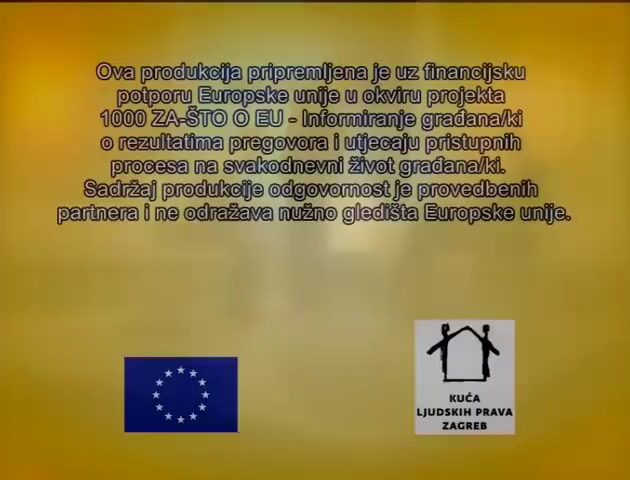 Ova produkcija pripremljena je uz financijsku
potporu Europske unije u okviru projekta
1000 ZA-ŠTO O EU - Informiranje građana/ki
o rezultatima pregovora i utjecaju pristupnih
procesa na svakodnevni život građana/ki.
Sadržaj produkcije odgovornost je provedbenih
partnera i ne odražava nužno gledišta Europske unije.
KUĆA
LJUDSKIH PRAVA
ZAGREB